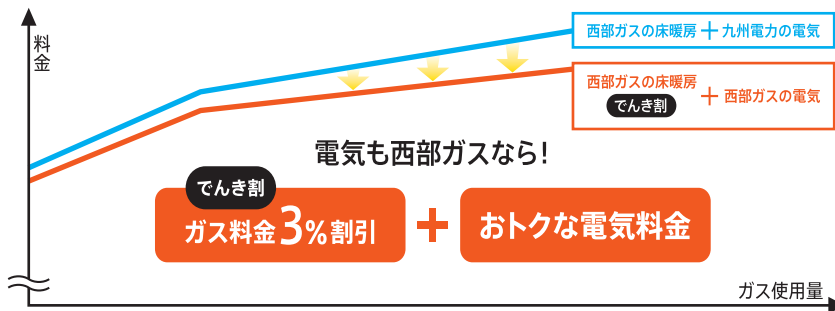 料金
西部ガスの床暖房＋九州電力の電気
西部ガスの床暖房
でんき割
＋西部ガスの電気
電気も西部ガスなら！
でんき割
ガス料金3％割引
＋
おトクな電気料金
ガス使用量